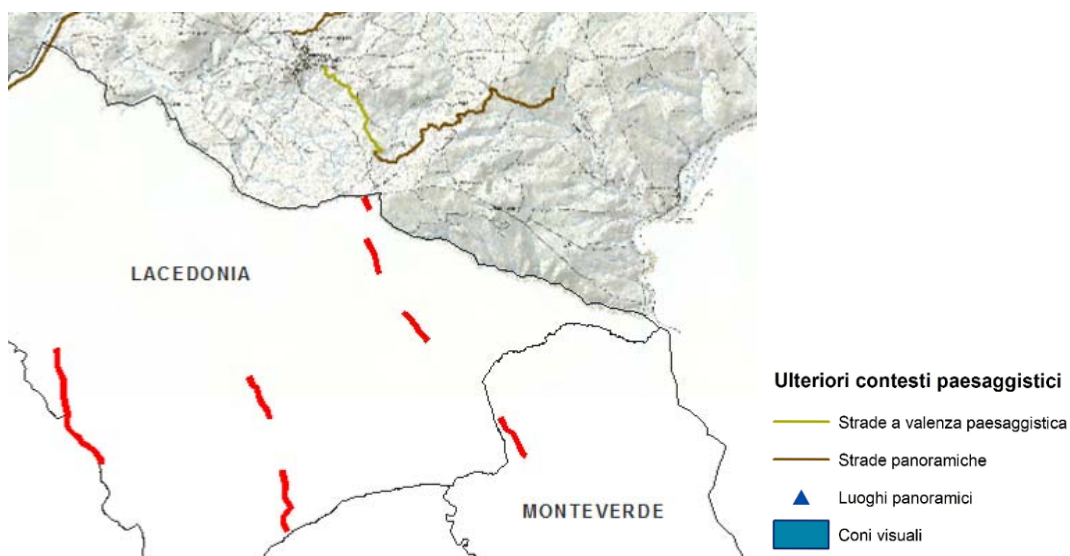 LACEDONIA
MONTEVERDE
Ulteriori contesti paesaggistici
Strade a valenza paesaggistica
Strade panoramiche
Luoghi panoramici
Coni visuali